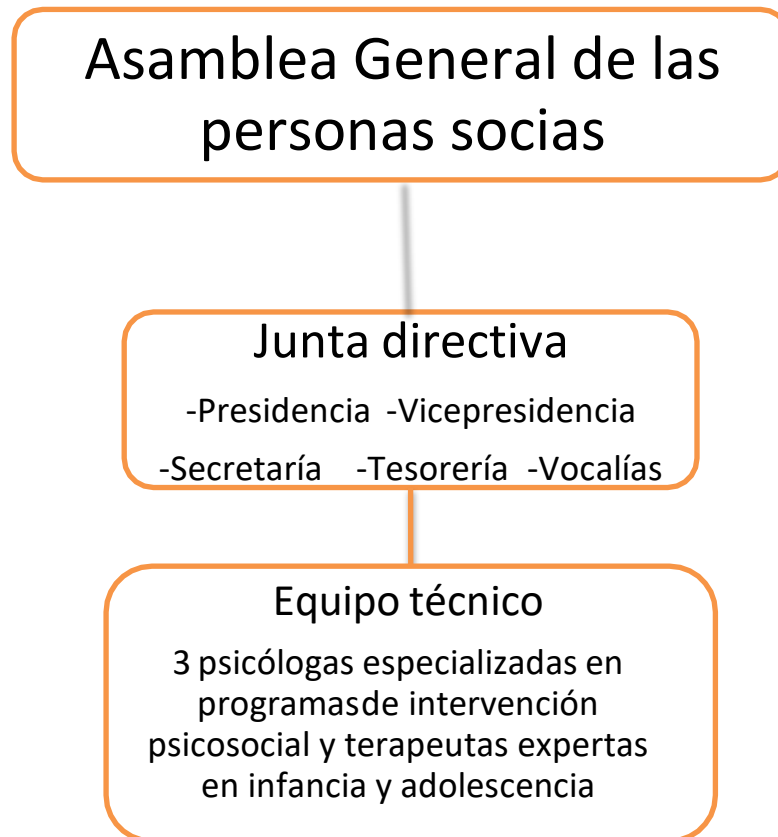 Asamblea General de las
personas socias
Junta directiva
-Presidencia -Vicepresidencia
-Secretaría -Tesorería -Vocalías
Equipo técnico
3 psicólogas especializadas en
programasde intervención
psicosocial y terapeutas expertas
en infancia y adolescencia